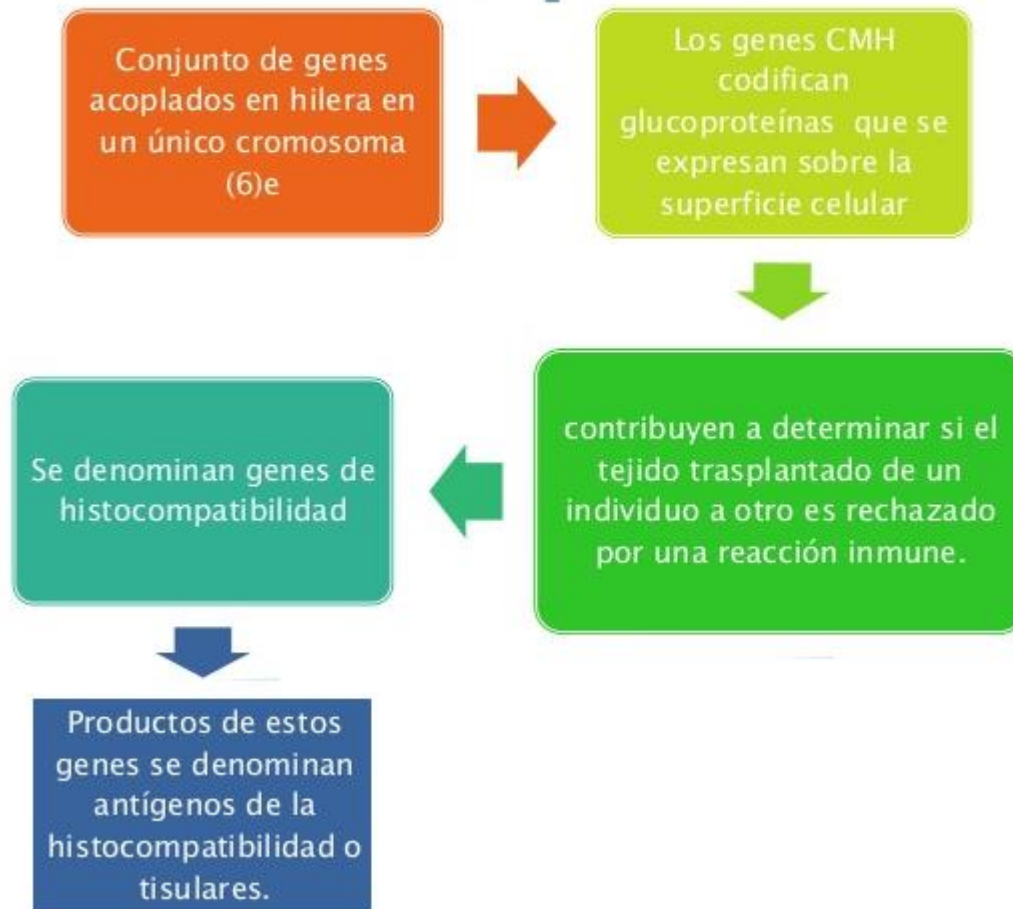 Conjunto de genes
acoplados en hilera en
un único cromosoma
(6)e
Los genes CMH
codifican
glucoproteínas que se
expresan sobre la
superficie celular
contribuyen a determinar si el
tejido trasplantado de un
individuo a otro es rechazado
por una reacción inmune.
Se denominan genes de
histocompatibilidad
Productos de estos
genes se denominan
antígenos de la
histocompatibilidad o
tisulares.